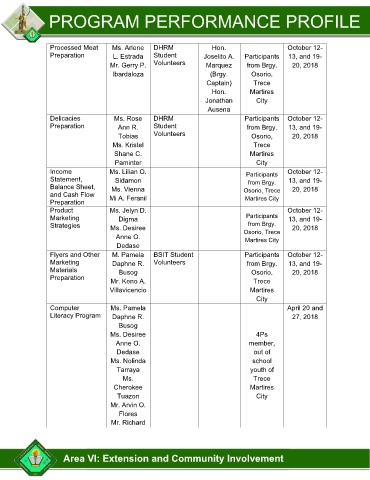 PROGRAM PERFORMANCE PROFILE
Processed Meat Preparation
Ms. Arlene L. Estrada
Mr. Gerry P. Ibardaloza
DHRM Student Volunteers
Hon. Joselito A. Marquez (Brgy. Captain)
Hon. Jonathan Ausena
Participants from Brgy. Osorio, Trece Martires City
October 12-13, and 19-20, 2018
Delicacies Preparation
Ms. Rose Ann R. Tobias
Ms. Kristel Shane C. Paminter
DHRM Student Volunteers
Participants from Brgy. Osorio, Trece Martires City
October 12-13, and 19-20, 2018
Income Statement, Balance Sheet, and Cash Flow Preparation
Ms. Lilian O. Sidamon
Ms. Vienna Mi A. Feranil
Participants from Brgy. Osorio, Trece Martires City
October 12-13, and 19-20, 2018
Product Marketing Strategies
Ms. Jelyn D. Digma
Ms. Desiree Anne O. Dedase
Participants from Brgy. Osorio, Trece Martires City
October 12-13, and 19-20, 2018
Flyers and Other Marketing Materials Preparation
M. Pamela Daphne R. Busog
Mr. Keno A. Villavicencio
BSIT Student Volunteers
Participants from Brgy. Osorio, Trece Martires City
October 12-13, and 19-20, 2018
Computer Literacy Program
Ms. Pamela Daphne R. Busog
Ms. Desiree Anne O. Dedase
Ms. Nolinda Tarraya
Ms. Cherokee Tuazon
Mr. Arvin O. Flores
Mr. Richard
4Ps member, out of school youth of Trece Martires City
April 20 and 27, 2018
Area VI: Extension and Community Involvement